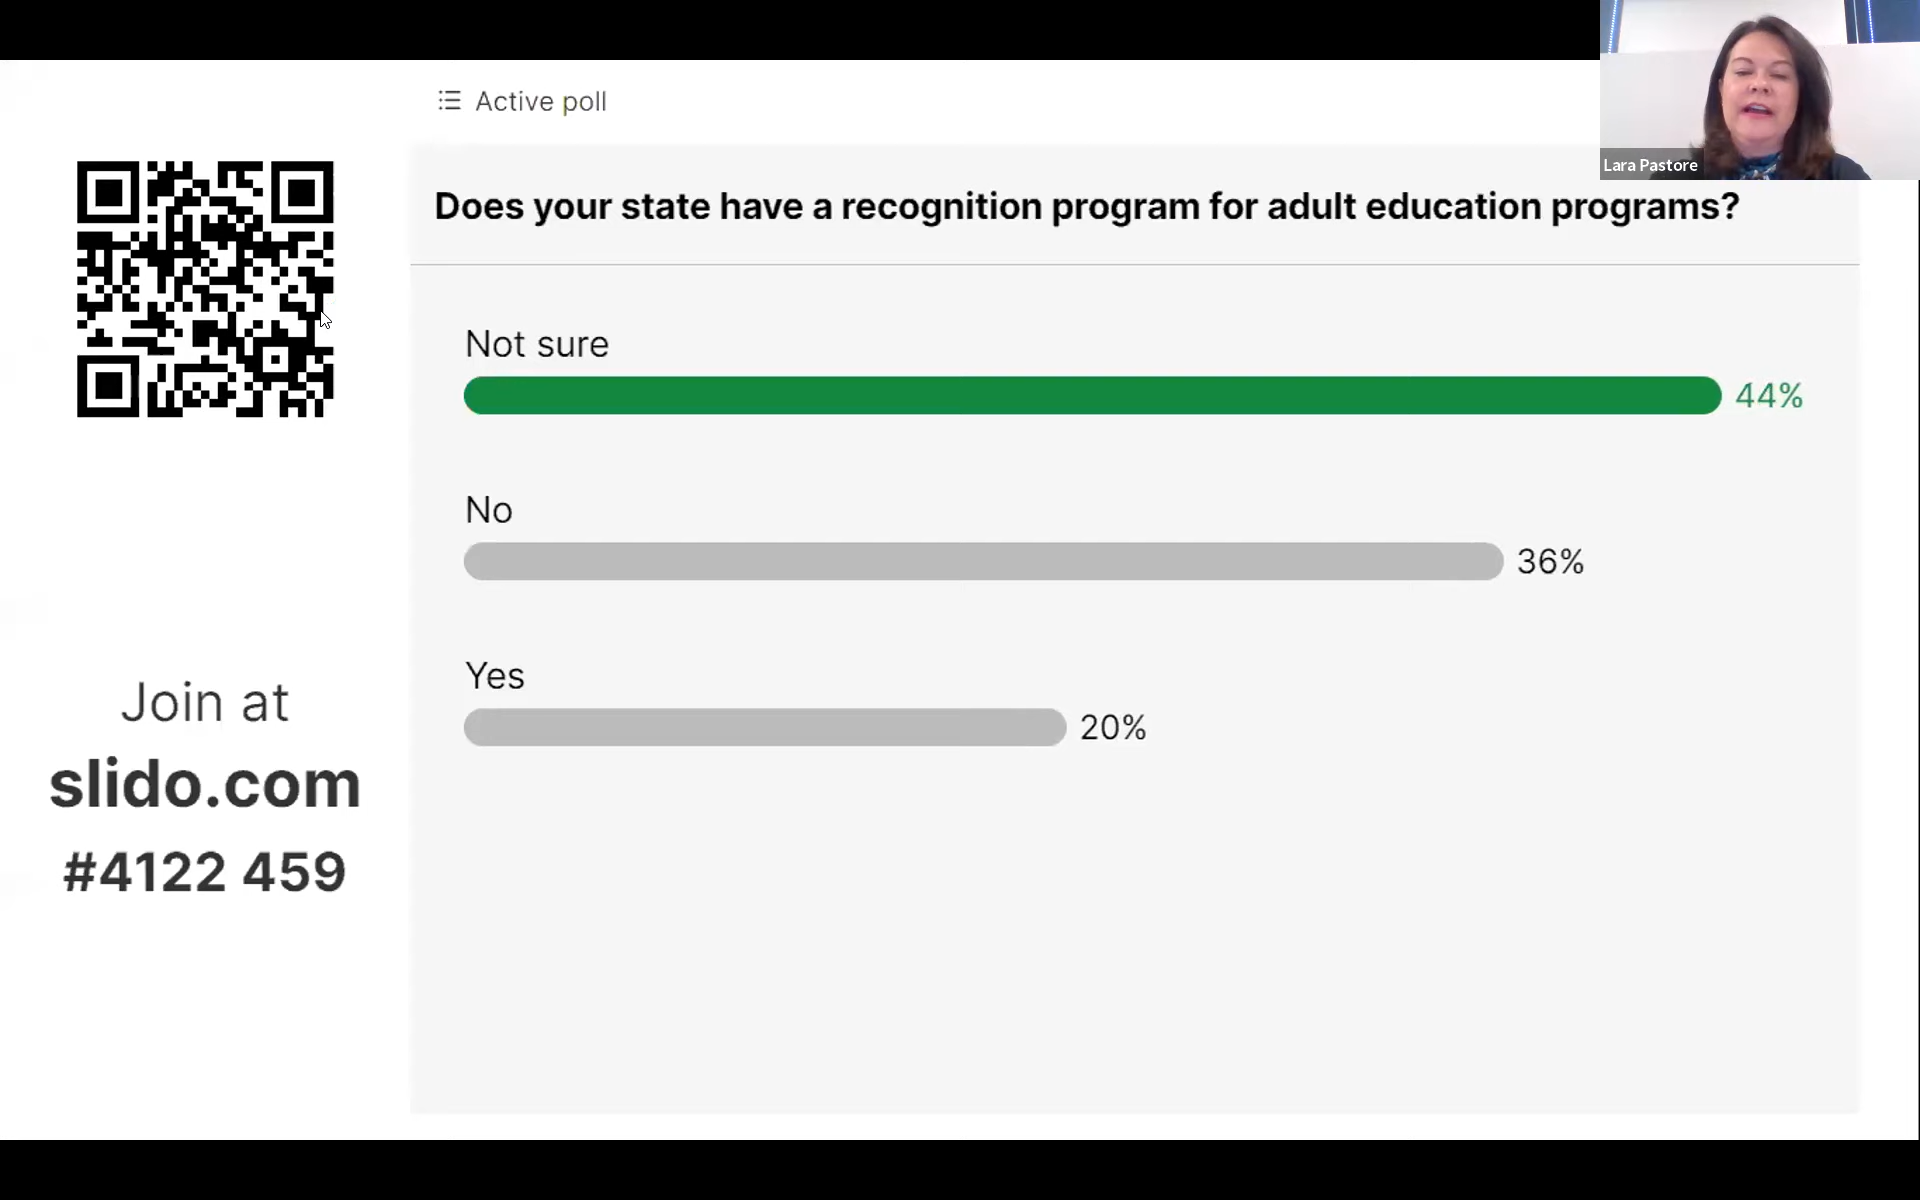 Active poll
Lara Pastore
Does your state have a recognition program for adult education programs?
Not sure
44%
No
36%
Yes
20%
Join at
slido.com
#4122 459